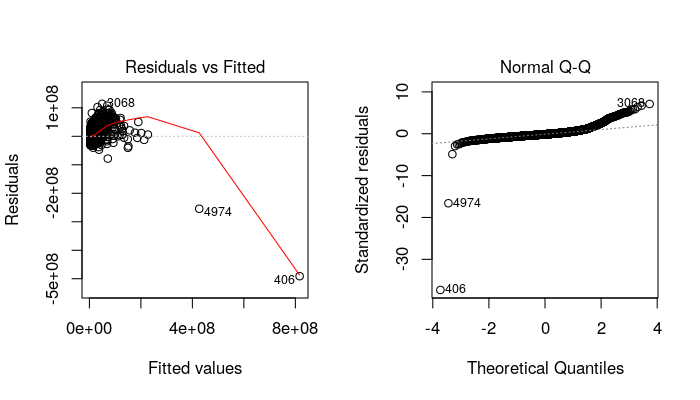 Residuals vs Fitted
Residuals
1e+08
-2e+08
-5e+08
3068
4974
406
0e+00 4e+08 8e+08
Fitted values
Normal Q-Q
Standardized residuals
10
0
-10
-20
-30
3068
4974
406
-4 -2 0 2 4
Theoretical Quantiles